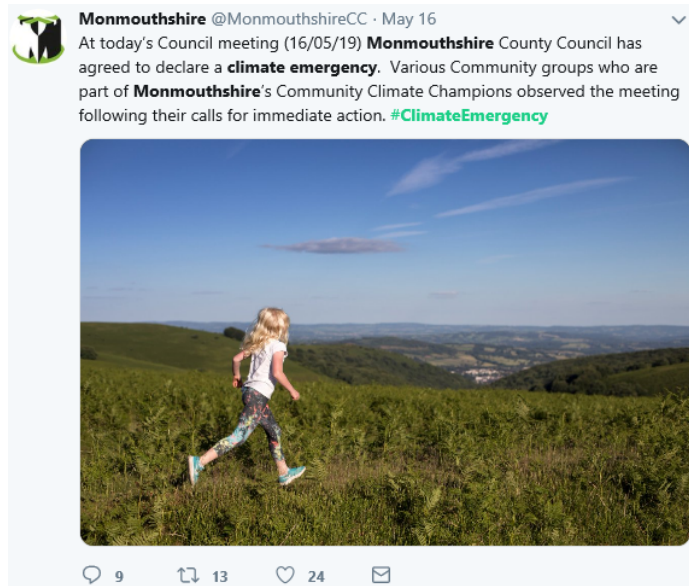 Monmouthshire @MonmouthshireCC · May 16
At today's Council meeting (16/05/19) Monmouthshire County Council has
agreed to declare a climate emergency.  Various Community groups who are
part of Monmouthshire's Community Climate Champions observed the meeting
following their calls for immediate action. #ClimateEmergency
9 13 24